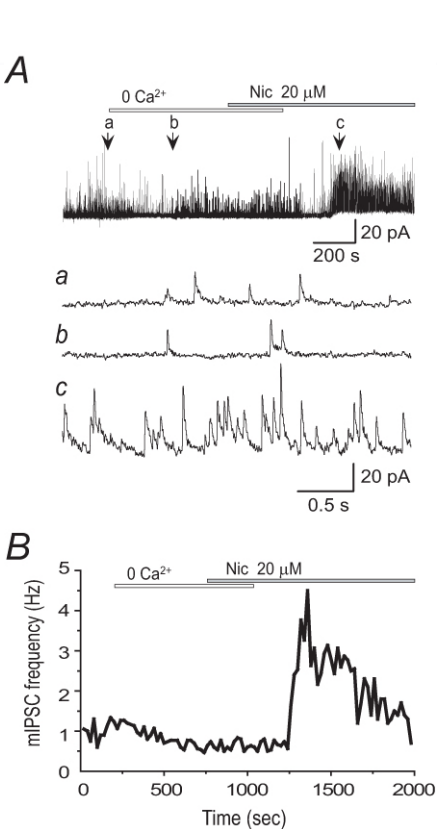 A
Nic 20 μM
0 Ca²⁺
a b c
20 pA
200 s
a
b
c
20 pA
0.5 s
B
Nic 20 μM
0 Ca²⁺
5
4
3
2
1
0
mIPSC frequency (Hz)
0 500 1000 1500 2000
Time (sec)